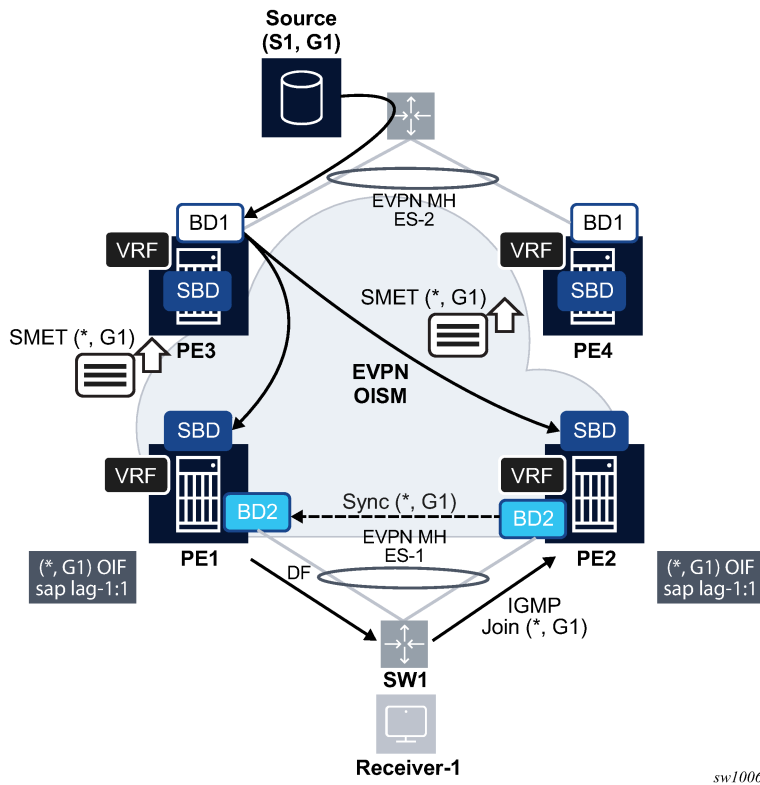 Source
(S1, G1)
EVPN MH
ES-2
BD1
BD1
VRF
VRF
SBD
SBD
SMET (*, G1)
SMET (*, G1)
PE3
PE4
EVPN
OISM
SBD
SBD
VRF
VRF
BD2
Sync (*, G1)
BD2
PE1
EVPN MH
ES-1
PE2
(*, G1) OIF
sap lag-1:1
(*, G1) OIF
sap lag-1:1
DF
IGMP
Join (*, G1)
SW1
Receiver-1
sw1006